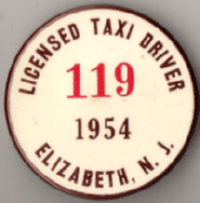 LICENSED TAXI DRIVER
119
1954
ELIZABETH, N. J.